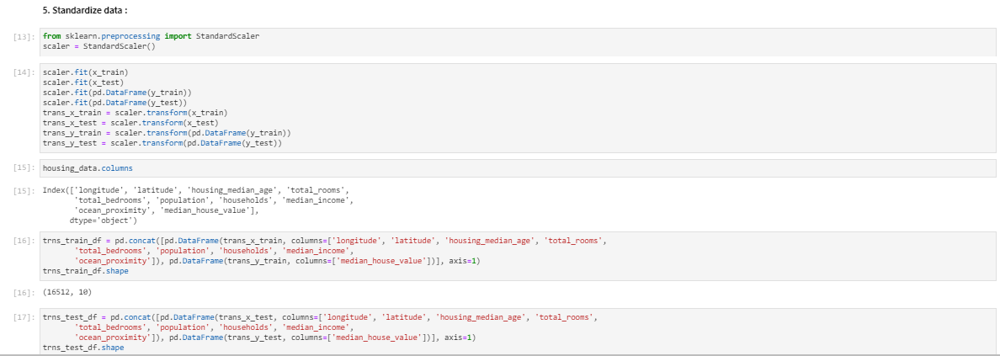 5. Standardize data :
[13]: from sklearn.preprocessing import StandardScaler
scaler = StandardScaler()
[14]: scaler.fit(x_train)
scaler.fit(x_test)
scaler.fit(pd.DataFrame(y_train))
scaler.fit(pd.DataFrame(y_test))
trans_x_train = scaler.transform(x_train)
trans_x_test = scaler.transform(x_test)
trans_y_train = scaler.transform(pd.DataFrame(y_train))
trans_y_test = scaler.transform(pd.DataFrame(y_test))
[15]: housing_data.columns
[15]: Index(['longitude', 'latitude', 'housing_median_age', 'total_rooms',
'total_bedrooms', 'population', 'households', 'median_income',
'ocean_proximity', 'median_house_value'],
dtype='object')
[16]: trns_train_df = pd.concat([pd.DataFrame(trans_x_train, columns=['longitude', 'latitude', 'housing_median_age', 'total_rooms',
'total_bedrooms', 'population', 'households', 'median_income',
'ocean_proximity']), pd.DataFrame(trans_y_train, columns=['median_house_value'])], axis=1)
trns_train_df.shape
[16]: (16512, 10)
[17]: trns_test_df = pd.concat([pd.DataFrame(trans_x_test, columns=['longitude', 'latitude', 'housing_median_age', 'total_rooms',
'total_bedrooms', 'population', 'households', 'median_income',
'ocean_proximity']), pd.DataFrame(trans_y_test, columns=['median_house_value'])], axis=1)
trns_test_df.shape